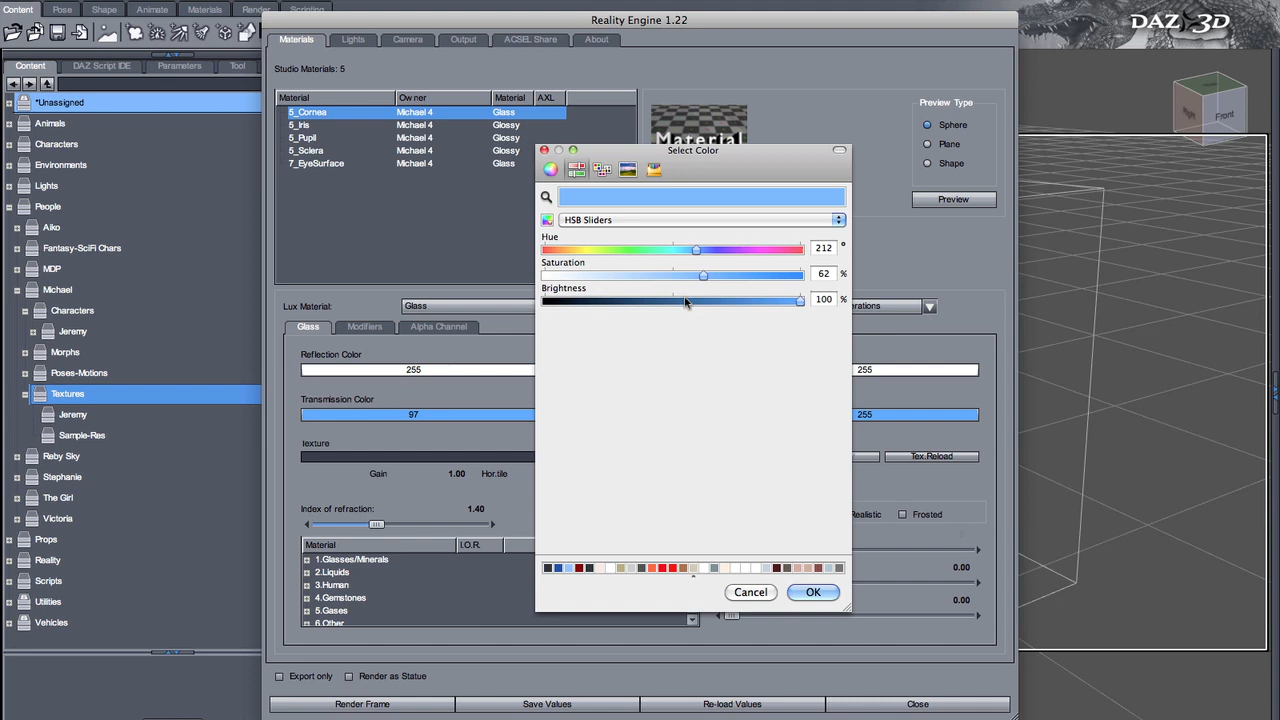 Content Pose Shape Animate Materials Render Scripting
DAZ 3D
Reality Engine 1.22
Materials Lights Camera Output ACSEL Share About
Content DAZ Script IDE Parameters Tool
*Unassigned
Animals
Characters
Environments
Lights
People
Aiko
Fantasy-SciFi Chars
MDP
Michael
Characters
Jeremy
Morphs
Poses-Motions
Textures
Jeremy
Sample-Res
Reby Sky
Stephanie
The Girl
Victoria
Props
Reality
Scripts
Utilities
Vehicles
Studio Materials: 5
Material Owner Material AXL
5_Cornea Michael 4 Glass
5_Iris Michael 4 Glossy
5_Pupil Michael 4 Glossy
5_Sclera Michael 4 Glossy
7_EyeSurface Michael 4 Glass
Material
Preview Type
Sphere
Plane
Shape
Preview
Right Front
Select Color
HSB Sliders
Hue
212 °
Saturation
62 %
Brightness
100 %
Cancel OK
Lux Material: Glass
erations
Glass Modifiers Alpha Channel
Reflection Color
255 255
Transmission Color
97 255
Texture
Tex.Reload
Gain 1.00 Hor.tile
Index of refraction: 1.40
Realistic Frosted
Material I.O.R.
1.Glasses/Minerals
2.Liquids
3.Human
4.Gemstones
5.Gases
6.Other
0.00
0.00
Export only Render as Statue
Render Frame Save Values Re-load Values Close